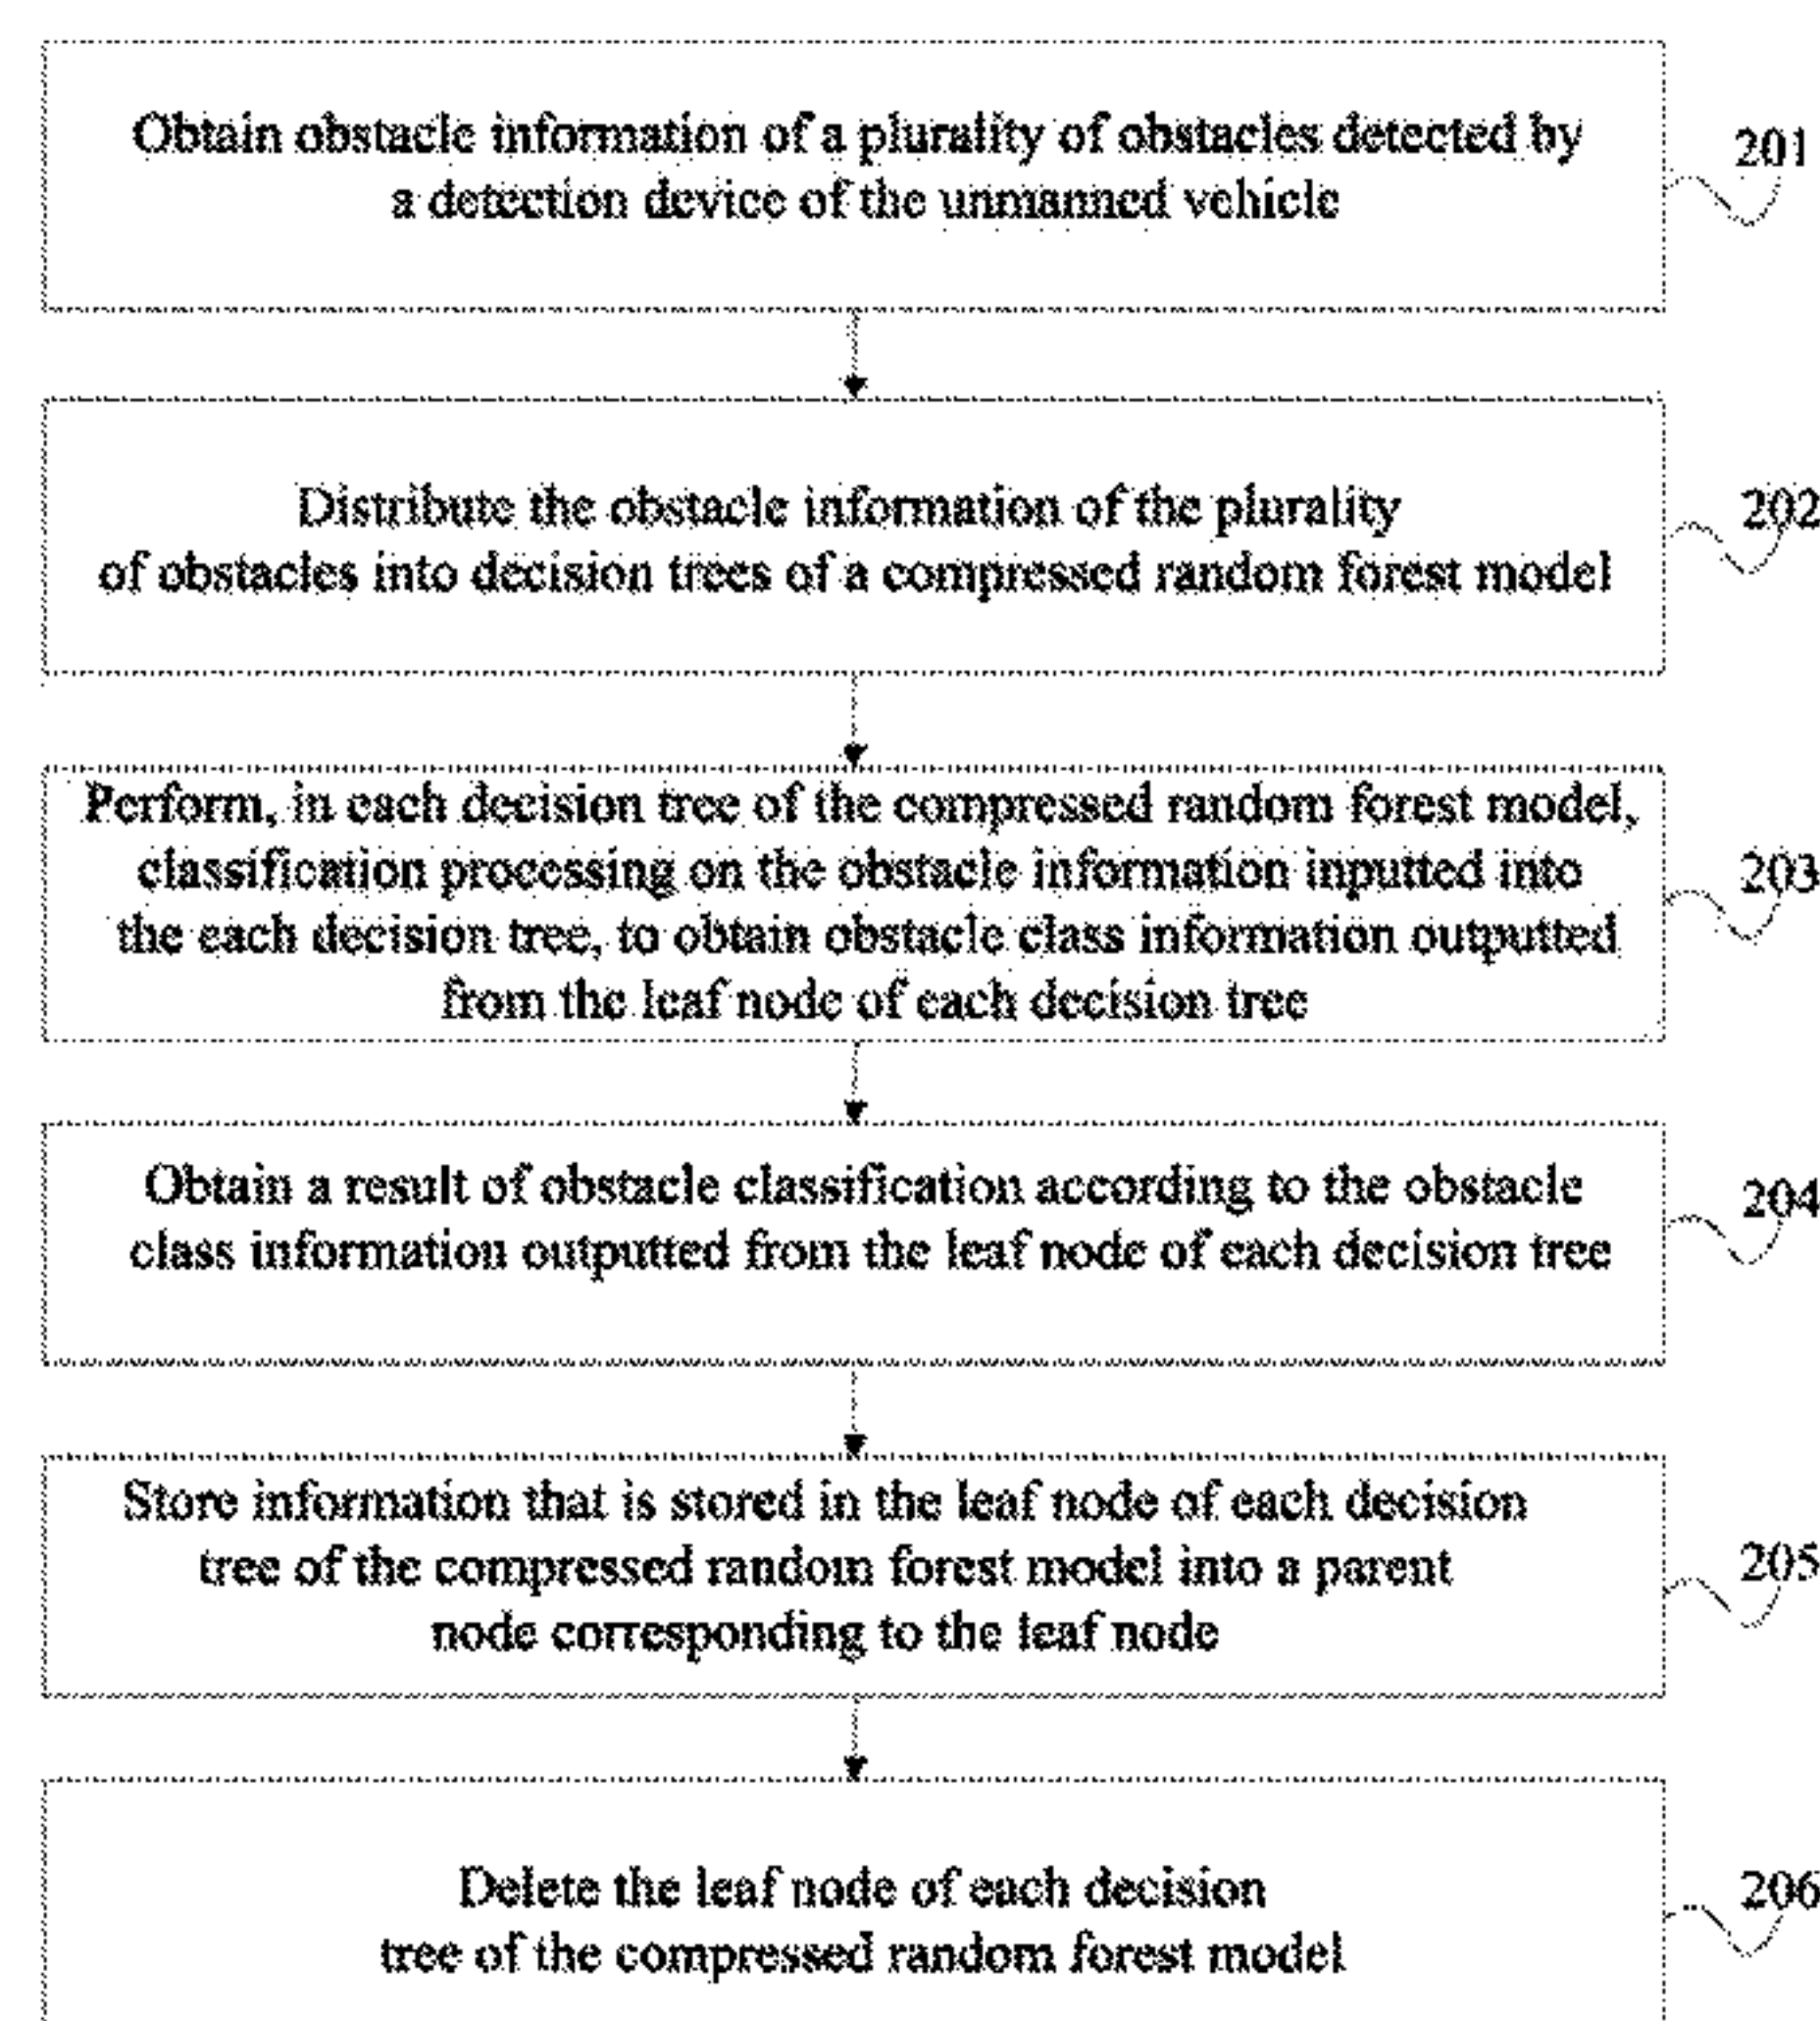 Obtain obstacle information of a plurality of obstacles detected by
a detection device of the unmanned vehicle
201
Distribute the obstacle information of the plurality
of obstacles into decision trees of a compressed random forest model
202
Perform, in each decision tree of the compressed random forest model,
classification processing on the obstacle information inputted into
the each decision tree, to obtain obstacle class information outputted
from the leaf node of each decision tree
203
Obtain a result of obstacle classification according to the obstacle
class information outputted from the leaf node of each decision tree
204
Store information that is stored in the leaf node of each decision
tree of the compressed random forest model into a parent
node corresponding to the leaf node
205
Delete the leaf node of each decision
tree of the compressed random forest model
206